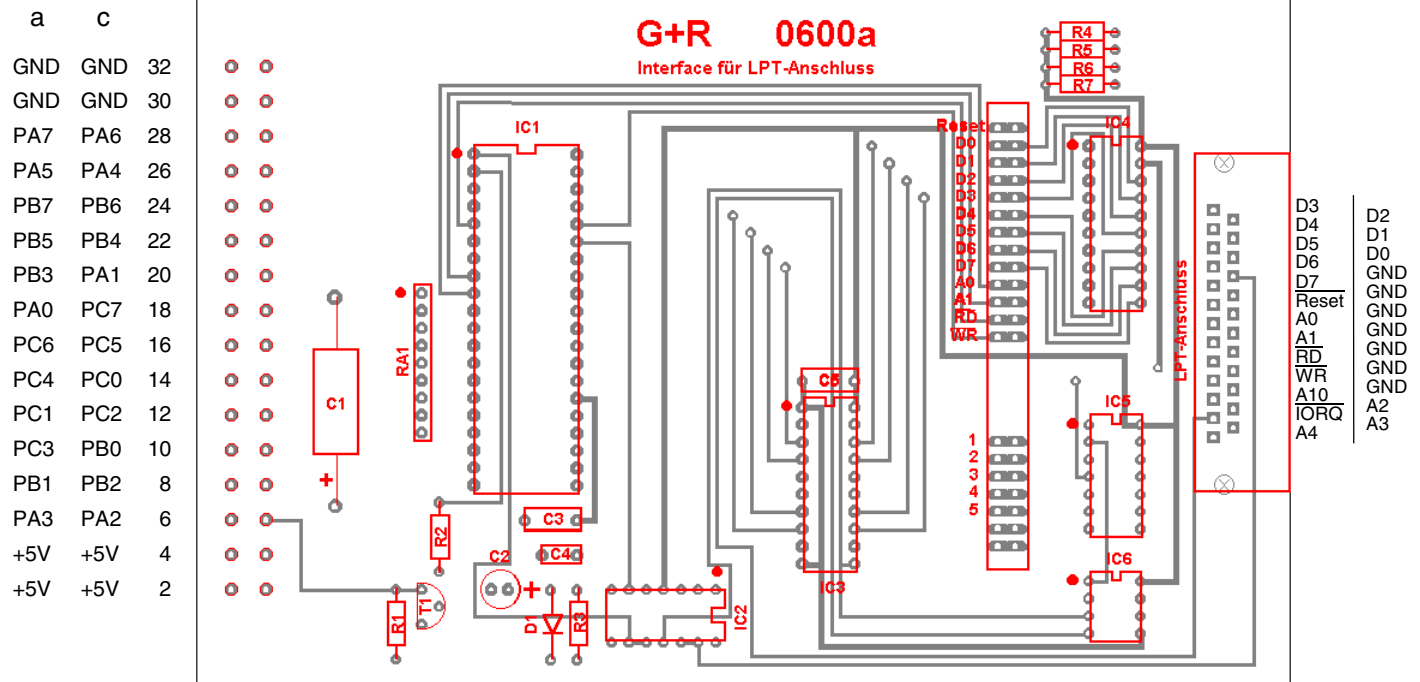 a c
GND GND 32
GND GND 30
PA7 PA6 28
PA5 PA4 26
PB7 PB6 24
PB5 PB4 22
PB3 PA1 20
PA0 PC7 18
PC6 PC5 16
PC4 PC0 14
PC1 PC2 12
PC3 PB0 10
PB1 PB2 8
PA3 PA2 6
+5V +5V 4
+5V +5V 2
G+R 0600a
Interface für LPT-Anschluss
R4
R5
R6
R7
IC1
IC4
Reset
D0
D1
D2
D3
D4
D5
D6
D7
A0
A1
RD
WR
1
2
3
4
5
RA1
C1
+
R2
C3
C4
C2
+
T1
R1
D1
R3
IC2
C5
IC3
IC5
IC6
LPT-Anschluss
D3
D4
D5
D6
D7
Reset
A0
A1
RD
WR
A10
IORQ
A4
D2
D1
D0
GND
GND
GND
GND
GND
GND
GND
A2
A3